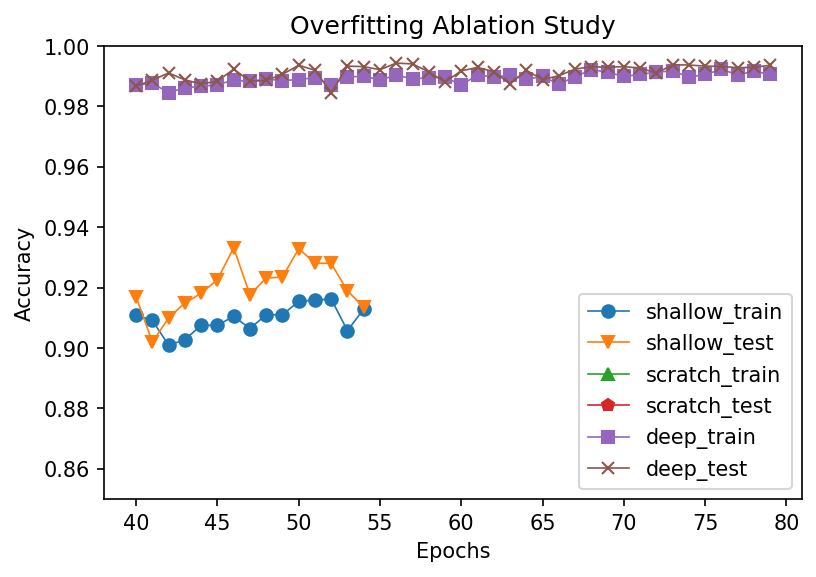 Overfitting Ablation Study
Accuracy
1.00
0.98
0.96
0.94
0.92
0.90
0.88
0.86
shallow_train
shallow_test
scratch_train
scratch_test
deep_train
deep_test
40 45 50 55 60 65 70 75 80
Epochs